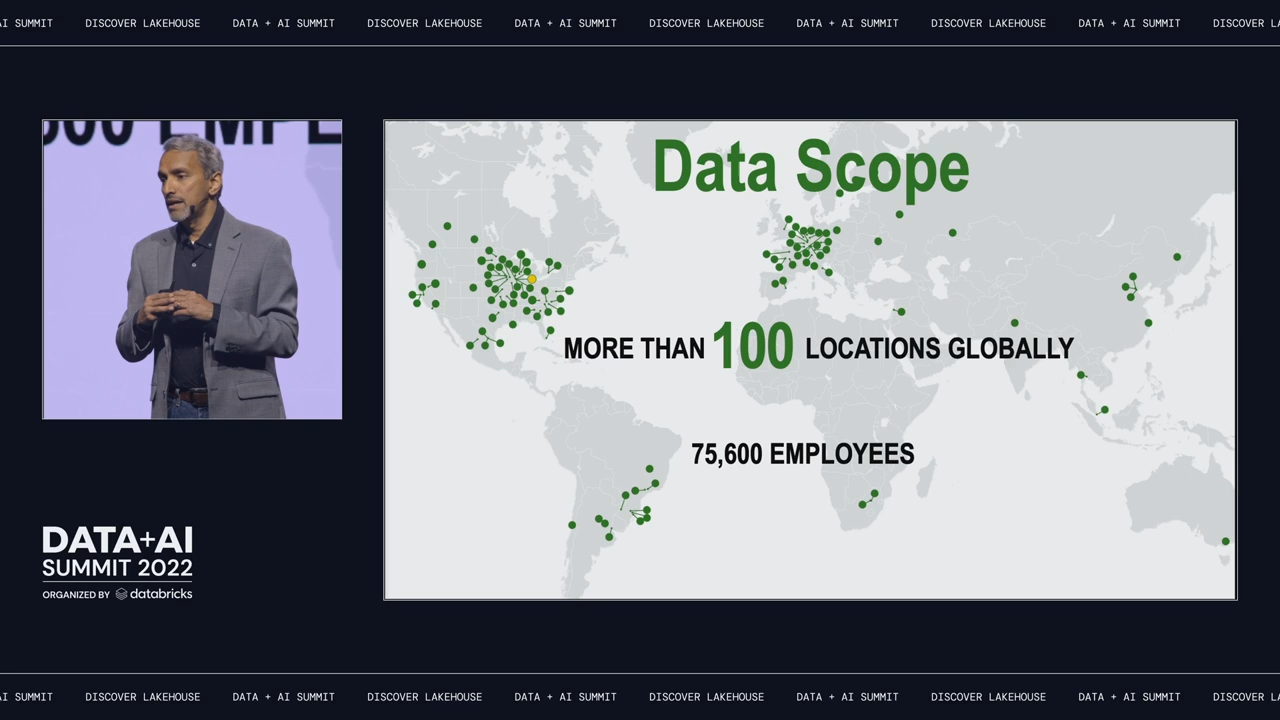 AI SUMMIT DISCOVER LAKEHOUSE DATA + AI SUMMIT DISCOVER LAKEHOUSE DATA + AI SUMMIT DISCOVER LAKEHOUSE DATA + AI SUMMIT DISCOVER LAKEHOUSE DATA + AI SUMMIT DISCOVER
Data Scope
MORE THAN 100 LOCATIONS GLOBALLY
75,600 EMPLOYEES
DATA+AI
SUMMIT 2022
ORGANIZED BY databricks
AI SUMMIT DISCOVER LAKEHOUSE DATA + AI SUMMIT DISCOVER LAKEHOUSE DATA + AI SUMMIT DISCOVER LAKEHOUSE DATA + AI SUMMIT DISCOVER LAKEHOUSE DATA + AI SUMMIT DISCOVER